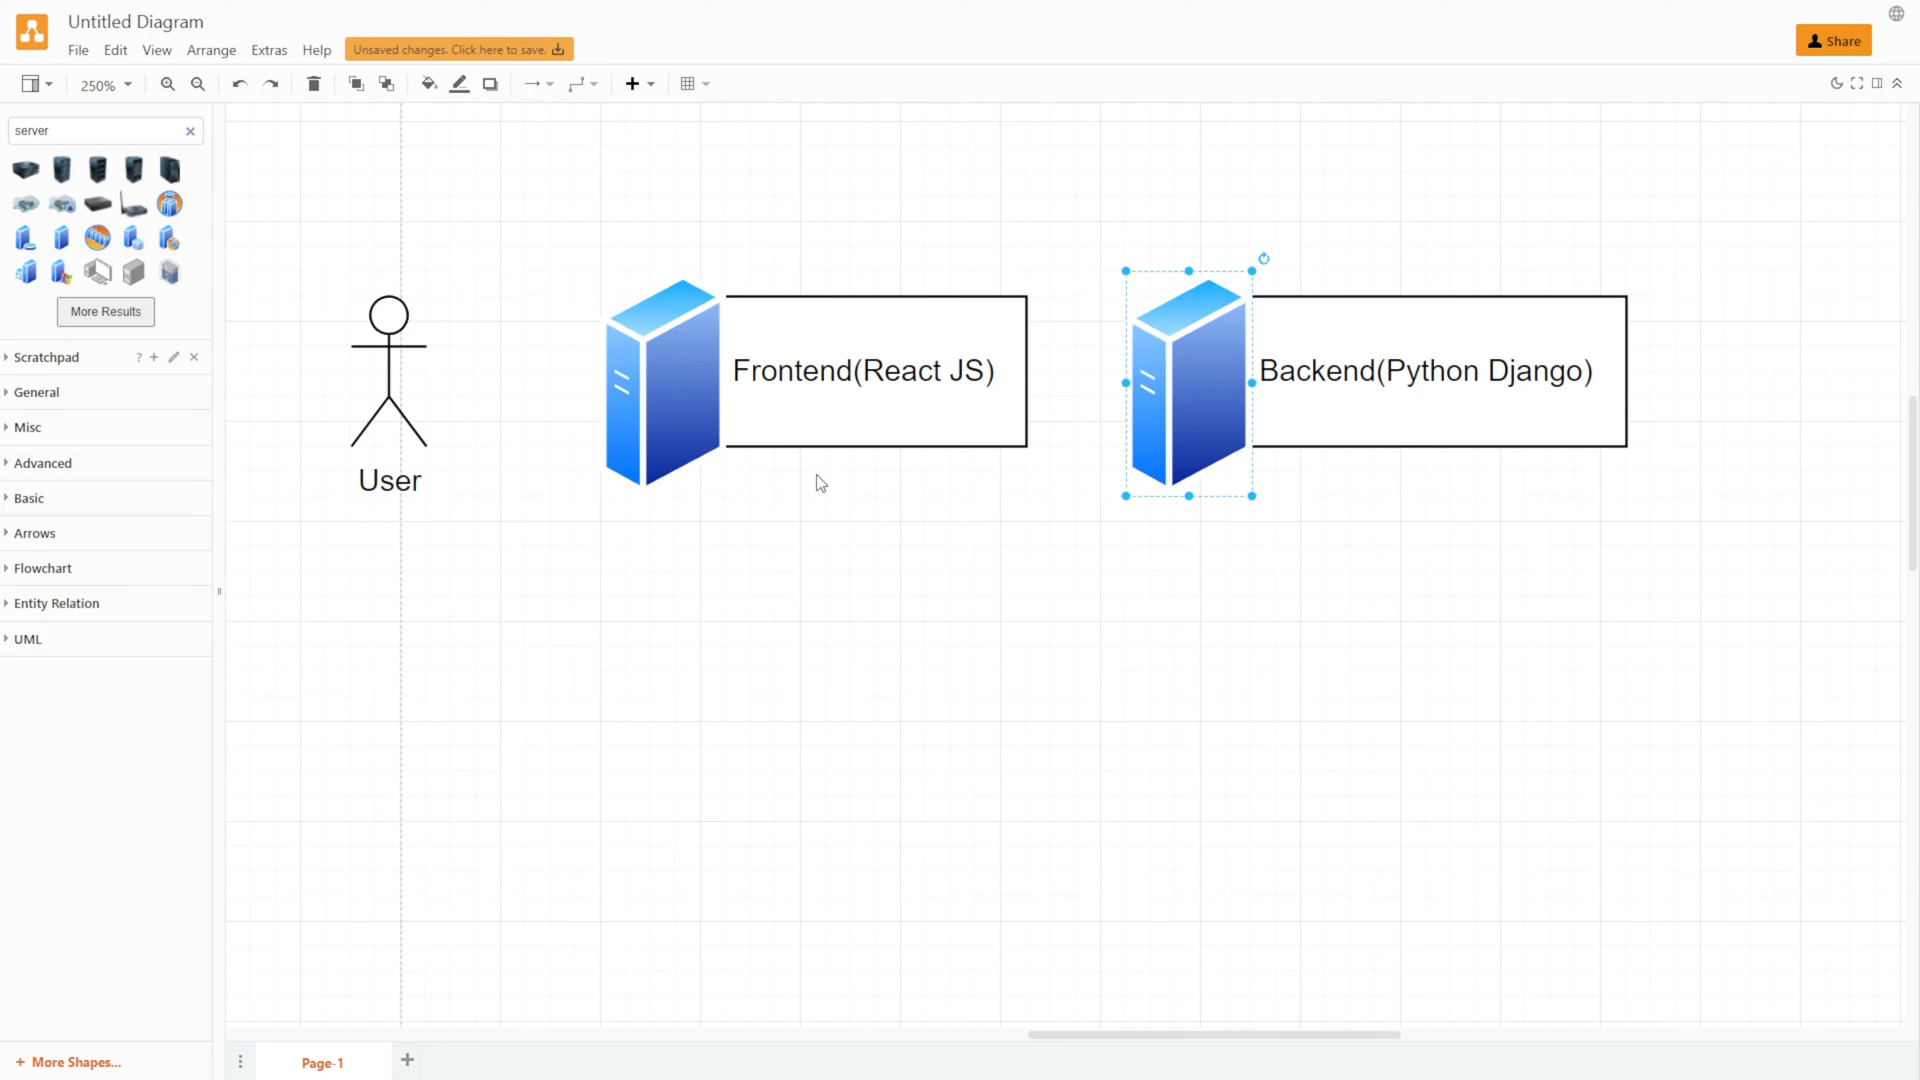 Untitled Diagram
File Edit View Arrange Extras Help Unsaved changes. Click here to save.
Share
250%
server
More Results
Scratchpad ?
General
Misc
Advanced
Basic
Arrows
Flowchart
Entity Relation
UML
User
Frontend(React JS)
Backend(Python Django)
+ More Shapes...
Page-1